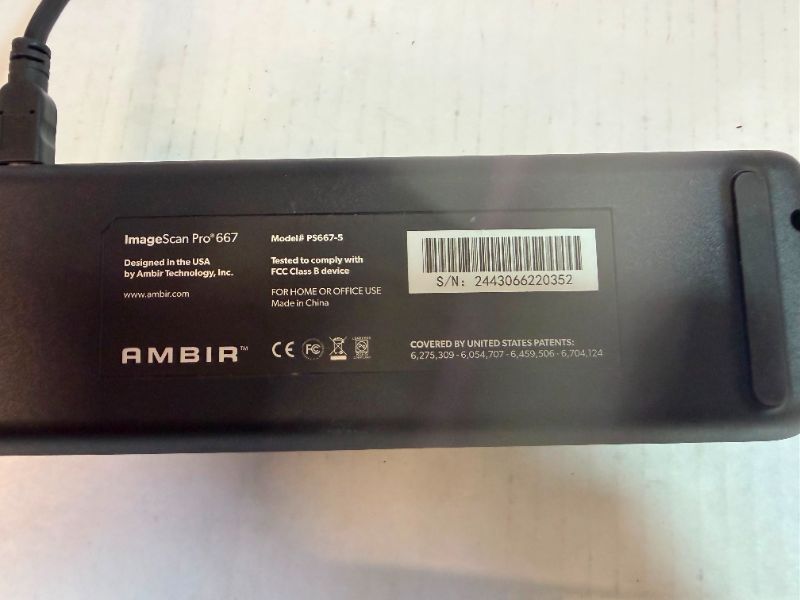 ImageScan Pro® 667
Designed in the USA
by Ambir Technology, Inc.
www.ambir.com
AMBIR™
Model# PS667-5
Tested to comply with
FCC Class B device
FOR HOME OR OFFICE USE
Made in China
CE FC
S/N: 2443066220352
COVERED BY UNITED STATES PATENTS:
6,275,309 - 6,054,707 - 6,459,506 - 6,704,124